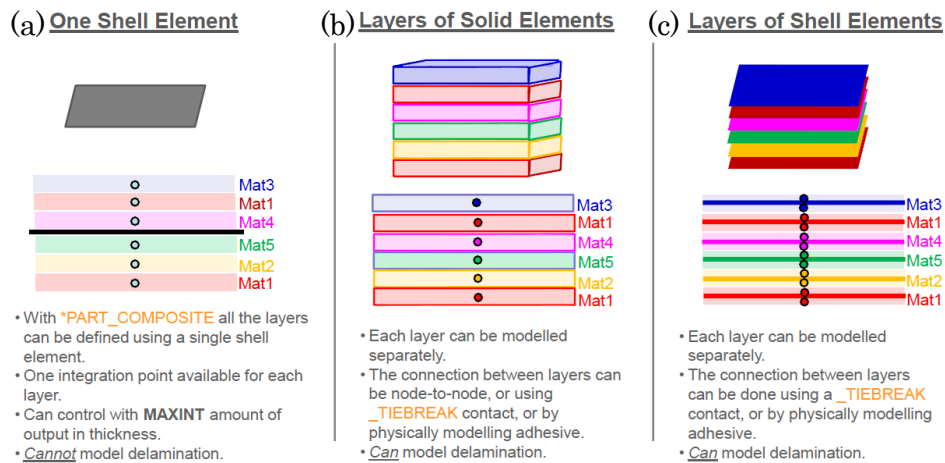 (a) One Shell Element
Mat3
Mat1
Mat4
Mat5
Mat2
Mat1
• With *PART_COMPOSITE all the layers
can be defined using a single shell
element.
• One integration point available for each
layer.
• Can control with MAXINT amount of
output in thickness.
• Cannot model delamination.
(b) Layers of Solid Elements
Mat3
Mat1
Mat4
Mat5
Mat2
Mat1
• Each layer can be modelled
separately.
• The connection between layers can
be node-to-node, or using
_TIEBREAK contact, or by
physically modelling adhesive.
• Can model delamination.
(c) Layers of Shell Elements
Mat3
Mat1
Mat4
Mat5
Mat2
Mat1
• Each layer can be modelled
separately.
• The connection between layers
can be done using a _TIEBREAK
contact, or by physically modelling
adhesive.
• Can model delamination.